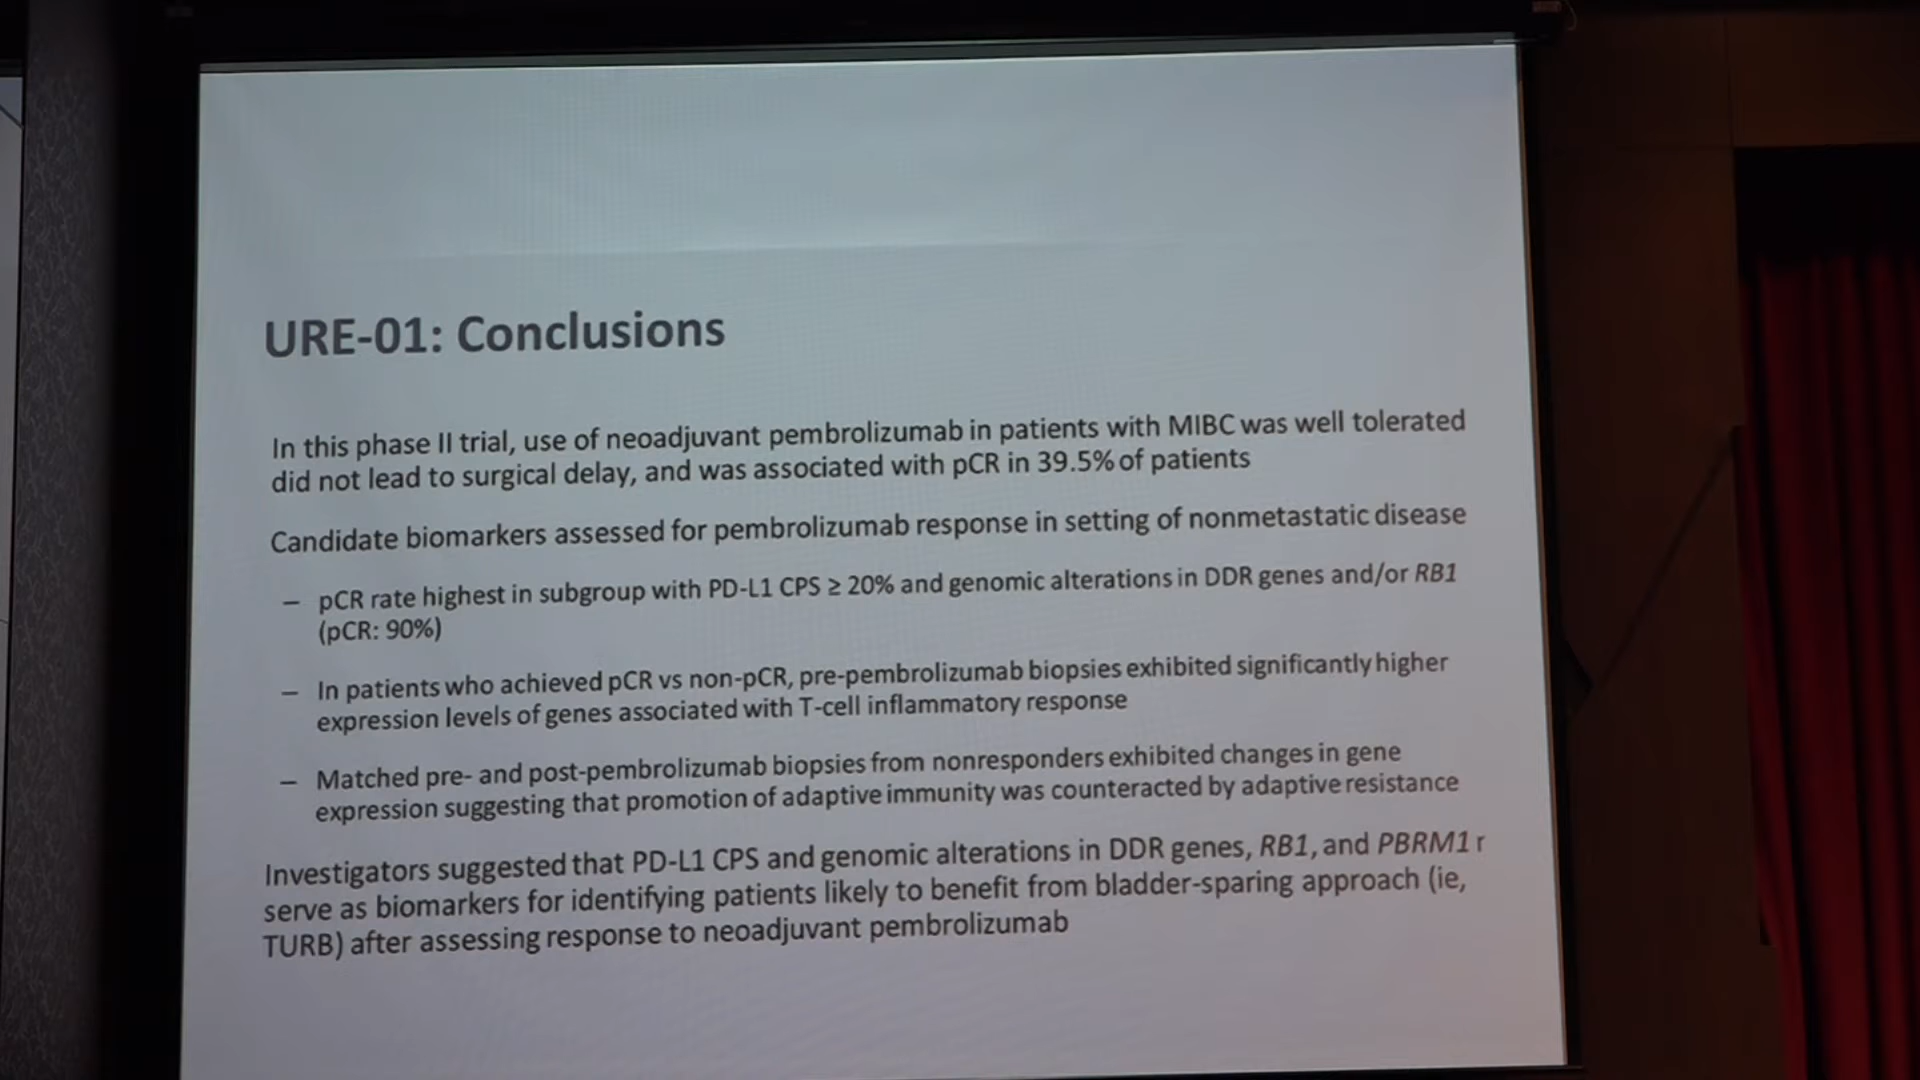 URE-01: Conclusions
In this phase II trial, use of neoadjuvant pembrolizumab in patients with MIBC was well tolerated
did not lead to surgical delay, and was associated with pCR in 39.5% of patients
Candidate biomarkers assessed for pembrolizumab response in setting of nonmetastatic disease
– pCR rate highest in subgroup with PD-L1 CPS ≥ 20% and genomic alterations in DDR genes and/or RB1
(pCR: 90%)
– In patients who achieved pCR vs non-pCR, pre-pembrolizumab biopsies exhibited significantly higher
expression levels of genes associated with T-cell inflammatory response
– Matched pre- and post-pembrolizumab biopsies from nonresponders exhibited changes in gene
expression suggesting that promotion of adaptive immunity was counteracted by adaptive resistance
Investigators suggested that PD-L1 CPS and genomic alterations in DDR genes, RB1, and PBRM1 r
serve as biomarkers for identifying patients likely to benefit from bladder-sparing approach (ie,
TURB) after assessing response to neoadjuvant pembrolizumab